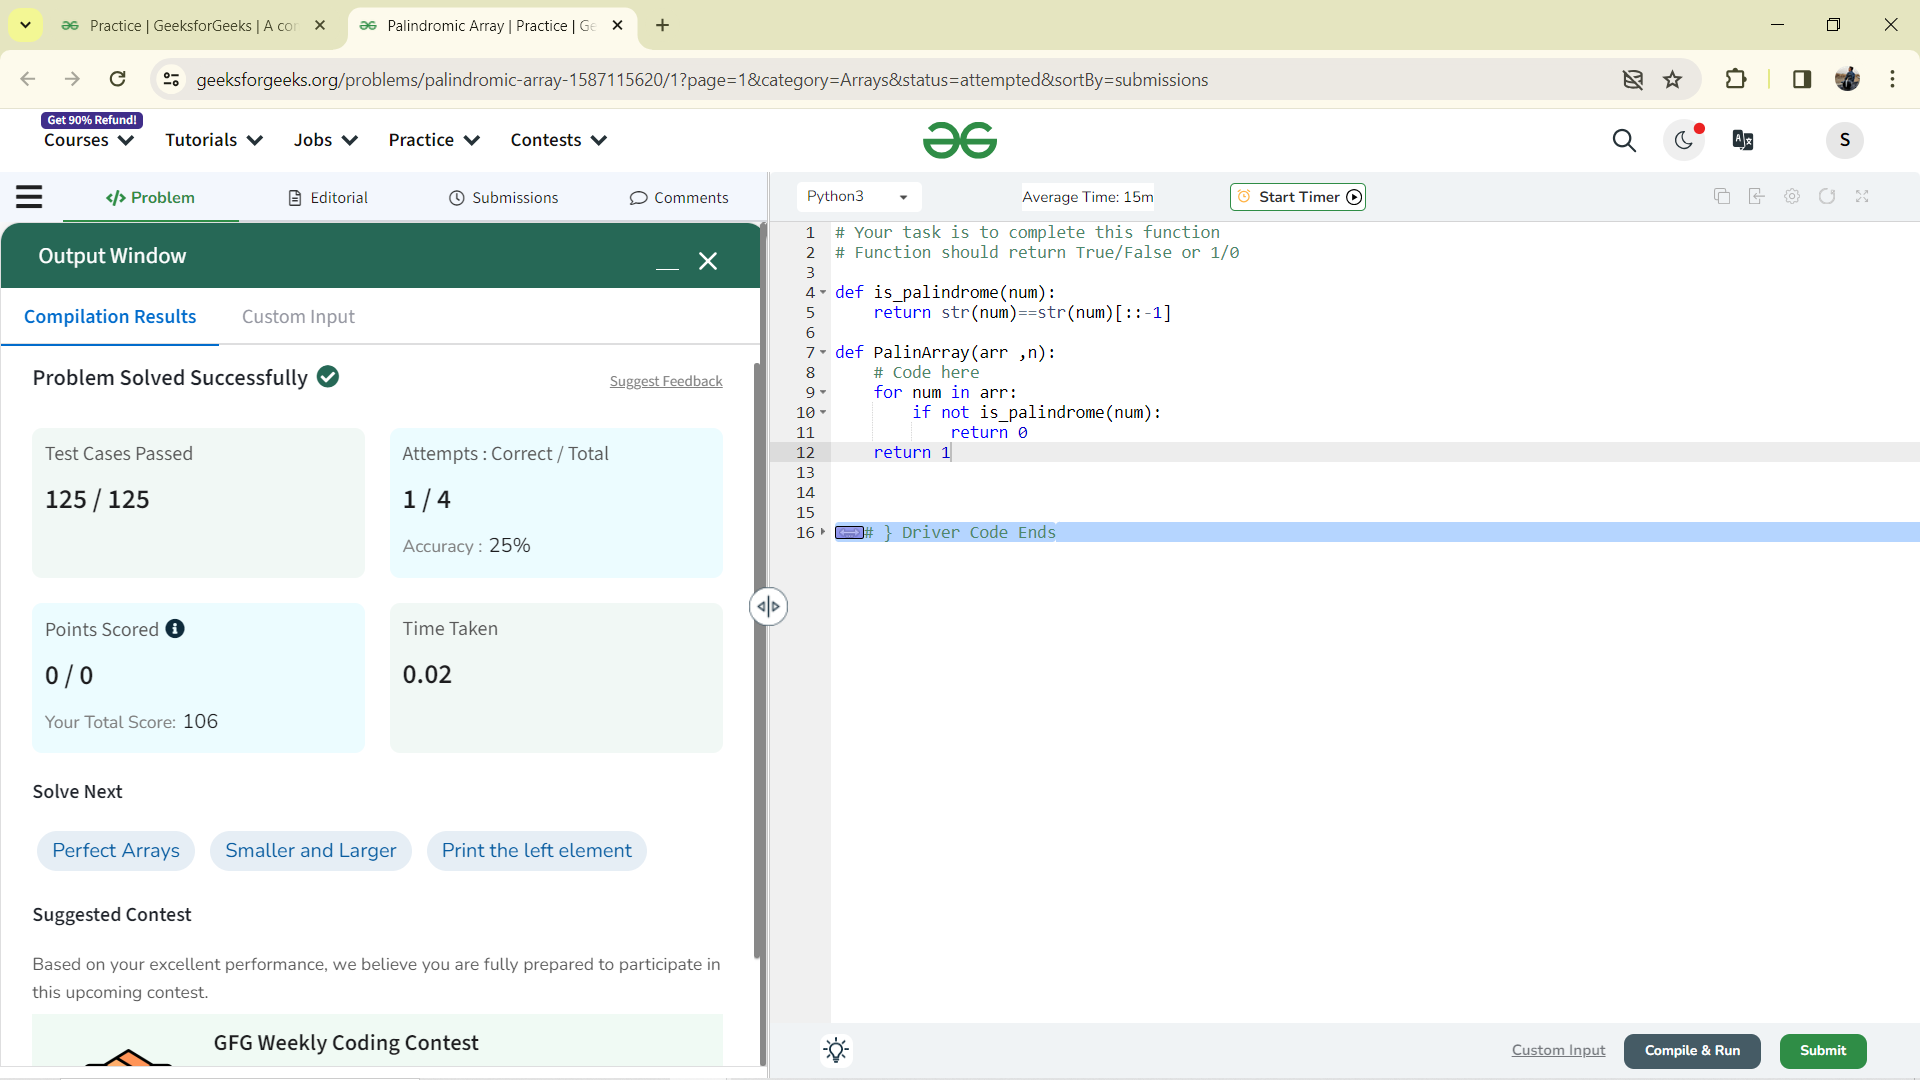 Practice | GeeksforGeeks | A co
Palindromic Array | Practice | Ge
geeksforgeeks.org/problems/palindromic-array-1587115620/1?page=1&category=Arrays&status=attempted&sortBy=submissions
Get 90% Refund!
Courses Tutorials Jobs Practice Contests
S
</> Problem Editorial Submissions Comments
Python3 Average Time: 15m Start Timer
Output Window
Compilation Results Custom Input
Problem Solved Successfully
Suggest Feedback
Test Cases Passed
125 / 125
Attempts : Correct / Total
1 / 4
Accuracy : 25%
Points Scored
0 / 0
Your Total Score: 106
Time Taken
0.02
Solve Next
Perfect Arrays Smaller and Larger Print the left element
Suggested Contest
Based on your excellent performance, we believe you are fully prepared to participate in
this upcoming contest.
GFG Weekly Coding Contest
1 # Your task is to complete this function
2 # Function should return True/False or 1/0
3
4 def is_palindrome(num):
5     return str(num)==str(num)[::-1]
6
7 def PalinArray(arr ,n):
8     # Code here
9     for num in arr:
10         if not is_palindrome(num):
11             return 0
12     return 1
13
14
15
16 # } Driver Code Ends
Custom Input Compile & Run Submit